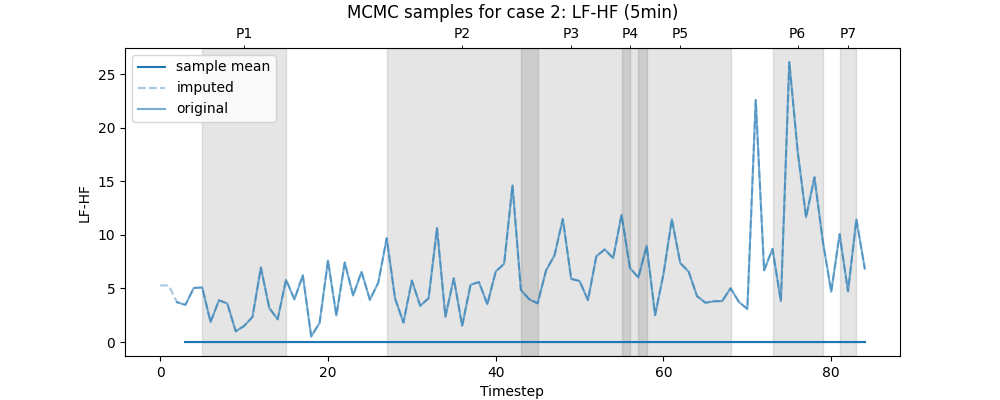 MCMC samples for case 2: LF-HF (5min)
P1 P2 P3 P4 P5 P6 P7
sample mean
imputed
original
25
20
15
10
5
0
LF-HF
0 20 40 60 80
Timestep